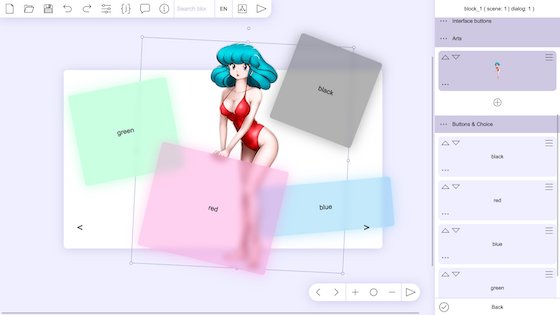 Search blo
EN
block_1 ( scene: 1 | dialog: 1 )
Interface buttons
Arts
Buttons & Choice
black
red
blue
green
Back
black
green
red
blue
<
>